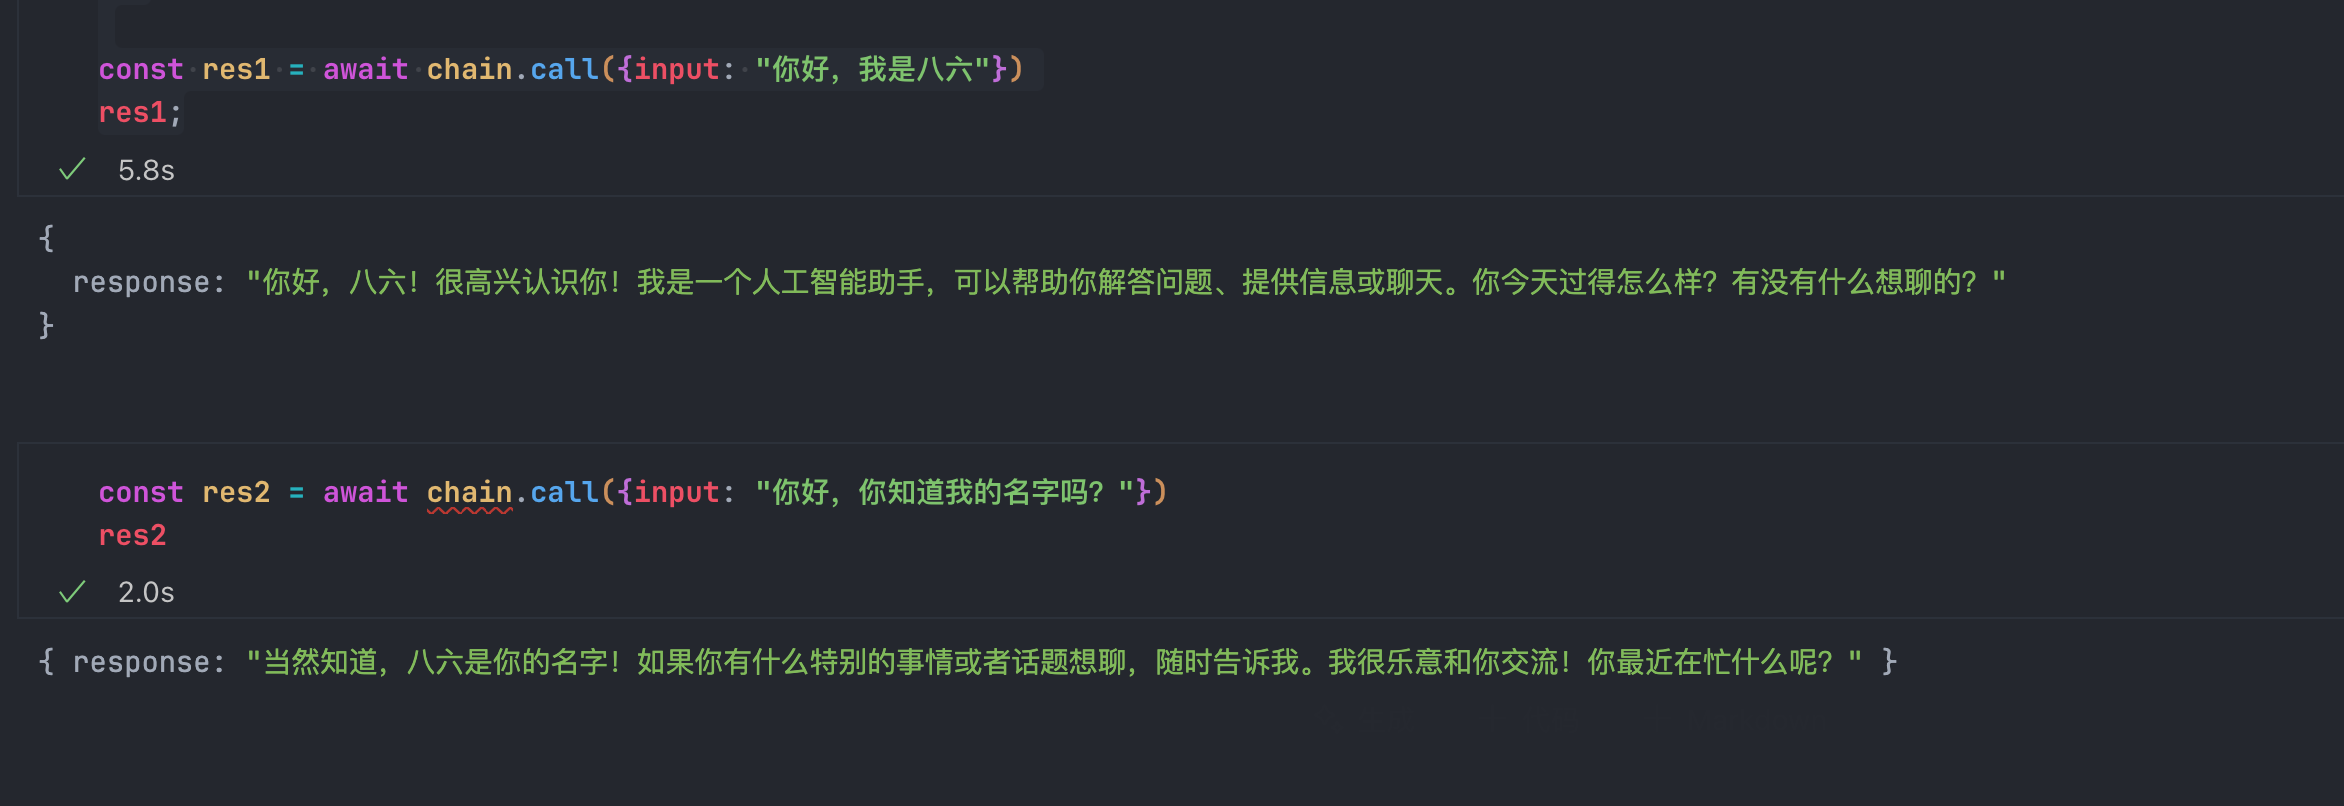 const res1 = await chain.call({input: "你好，我是八六"})
res1;
5.8s
{
response: "你好，八六！很高兴认识你！我是一个人工智能助手，可以帮助你解答问题、提供信息或聊天。你今天过得怎么样？有没有什么想聊的？"
}
const res2 = await chain.call({input: "你好，你知道我的名字吗？"})
res2
2.0s
{ response: "当然知道，八六是你的名字！如果你有什么特别的事情或者话题想聊，随时告诉我。我很乐意和你交流！你最近在忙什么呢？" }